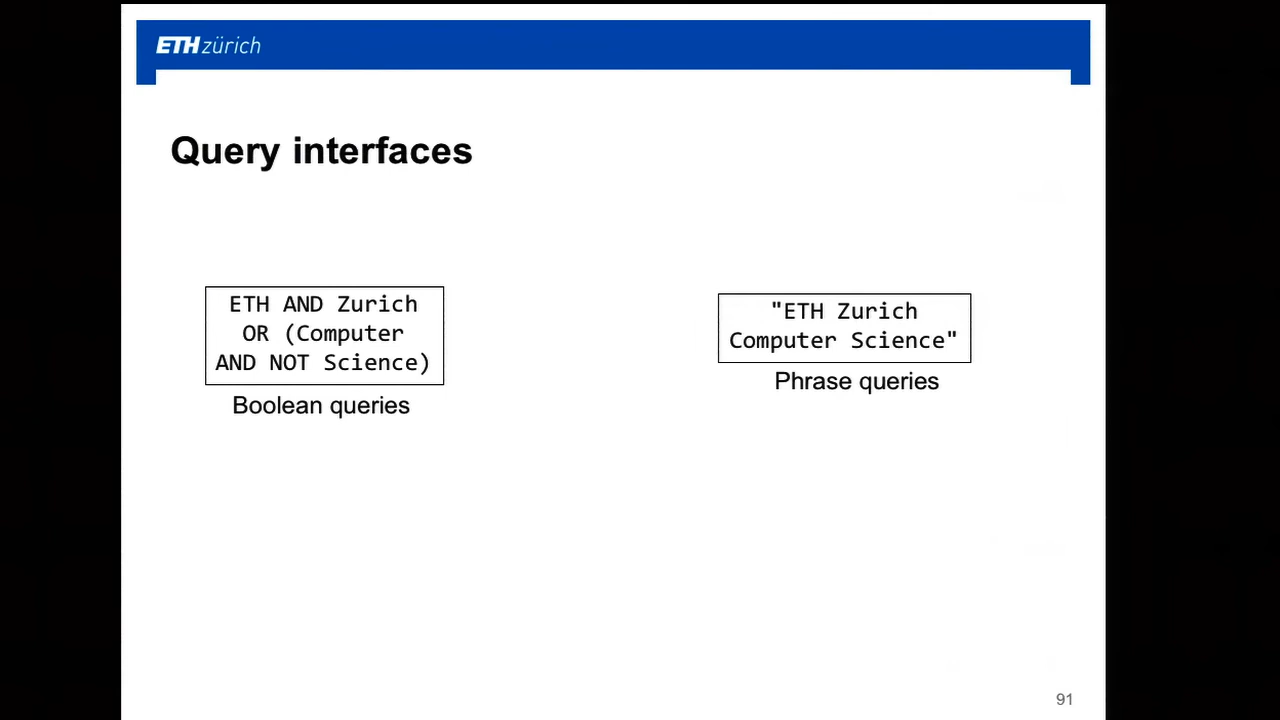 ETH zürich
Query interfaces
ETH AND Zurich
OR (Computer
AND NOT Science)
Boolean queries
"ETH Zurich
Computer Science"
Phrase queries
91